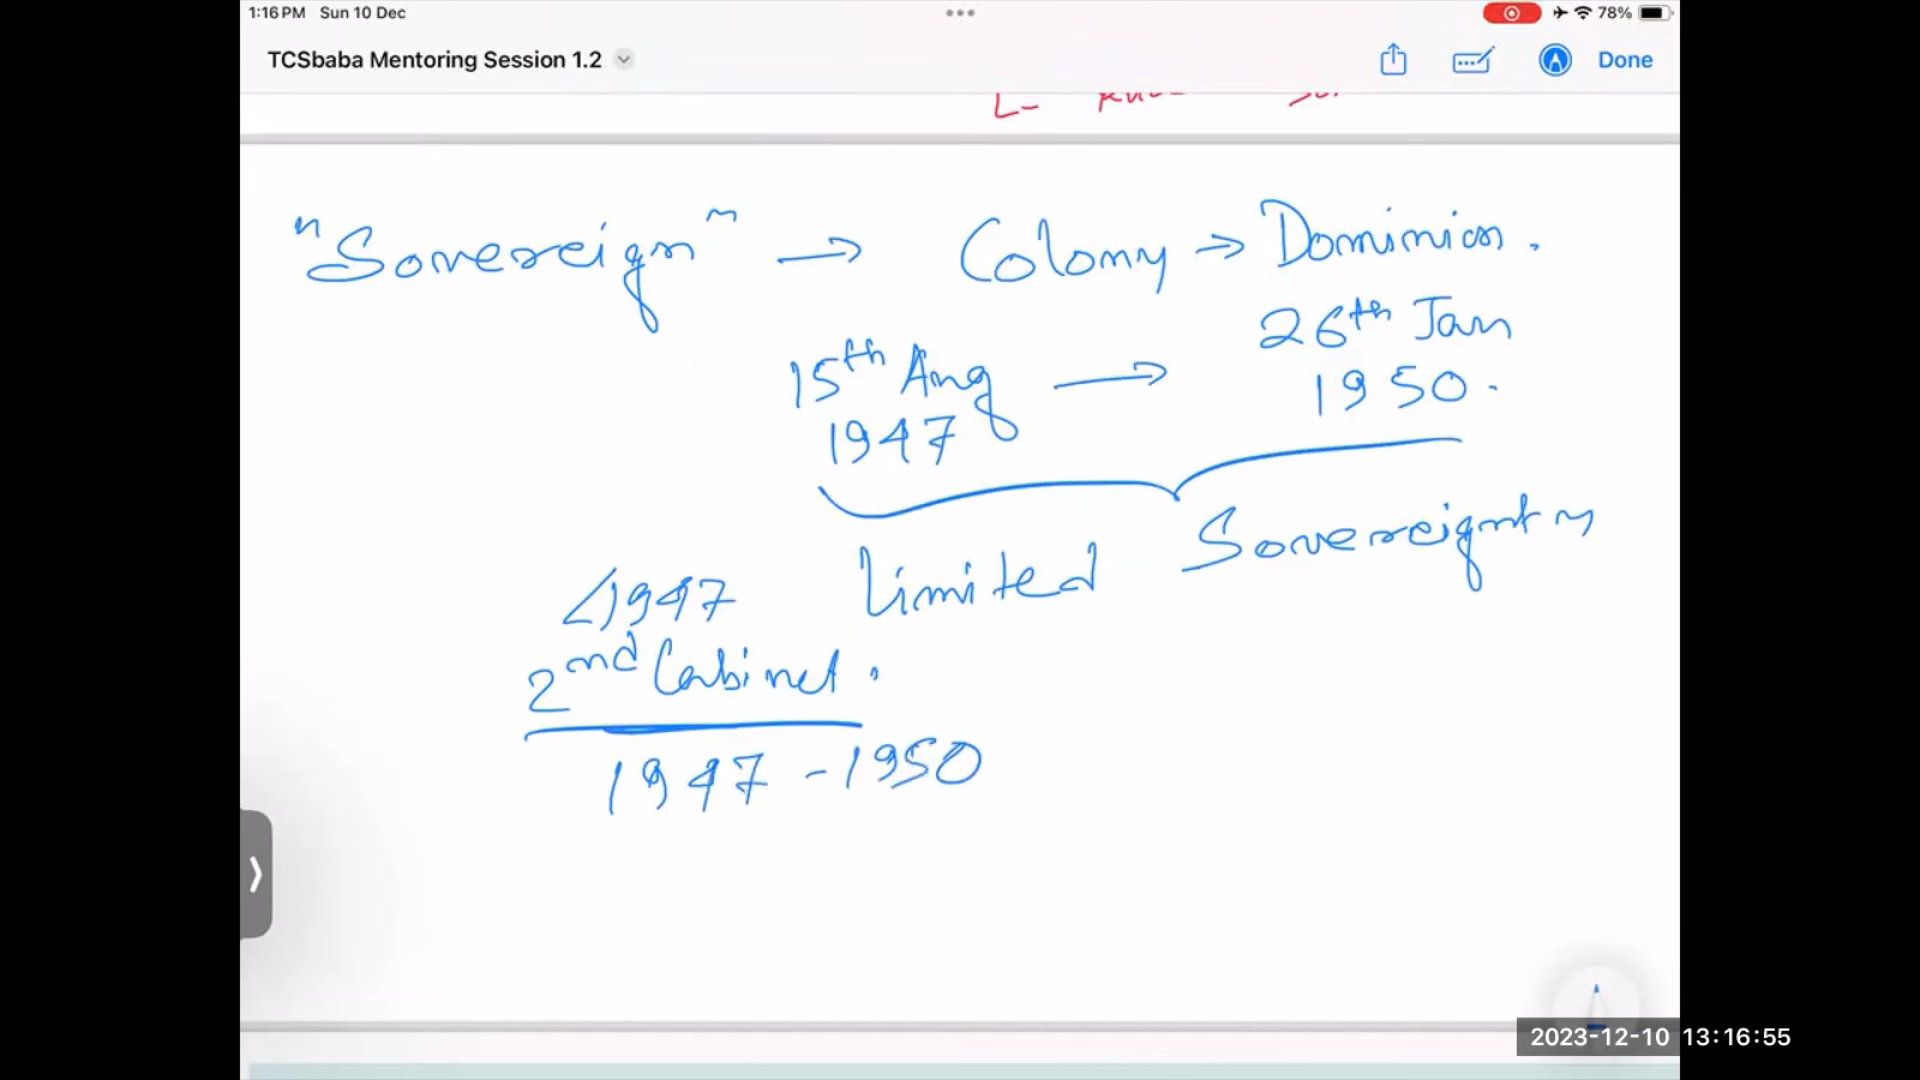 1:16 PM Sun 10 Dec
78%
TCSbaba Mentoring Session 1.2
Done
"Sovereign" → Colony → Dominion.
15th Aug 1947 → 26th Jan 1950.
Limited Sovereignty
<1947
2nd Cabinet.
1947 - 1950
2023-12-10 13:16:55